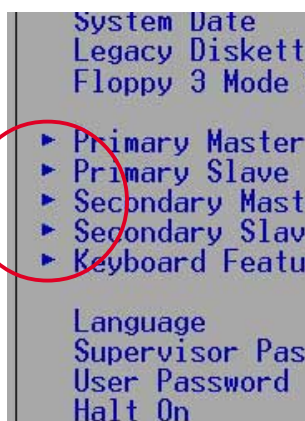 System Date
Legacy Diskett
Floppy 3 Mode
Primary Master
Primary Slave
Secondary Mast
Secondary Slav
Keyboard Featu
Language
Supervisor Pas
User Password
Halt On